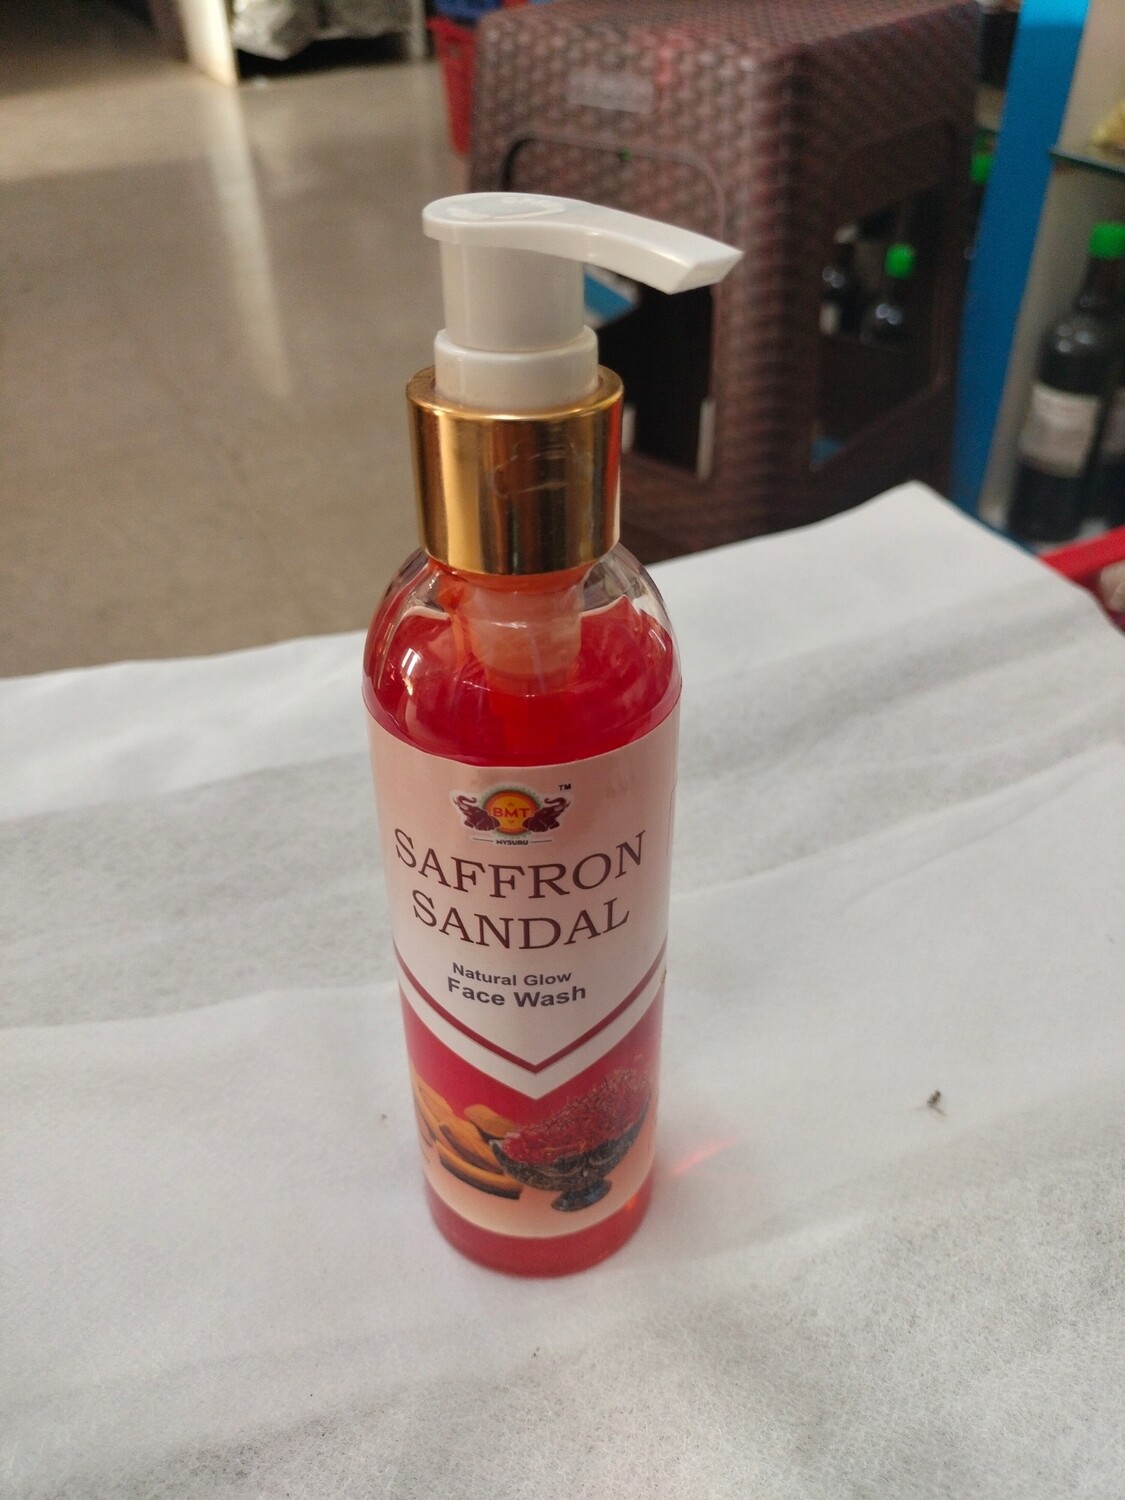 TM
BMT
MYSURU
SAFFRON
SANDAL
Natural Glow
Face Wash